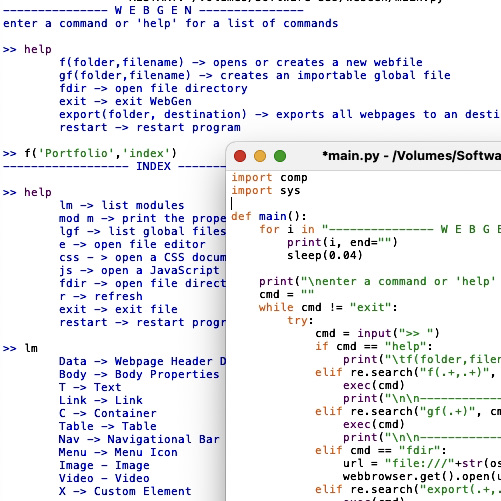 --------------- W E B G E N ---------------
enter a command or 'help' for a list of commands
>> help
f(folder,filename) -> opens or creates a new webfile
gf(folder,filename) -> creates an importable global file
fdir -> open file directory
exit -> exit WebGen
export(folder, destination) -> exports all webpages to an desti
restart -> restart program
>> f('Portfolio','index')
------------------ INDEX -------
>> help
lm -> list modules
mod m -> print the prope
lgf -> list global files
e -> open file editor
css - > open a CSS docum
js -> open a JavaScript
fdir -> open file direct
r -> refresh
exit -> exit file
restart -> restart progr
>> lm
Data -> Webpage Header D
Body -> Body Properties
T -> Text
Link -> Link
C -> Container
Table -> Table
Nav -> Navigational Bar
Menu -> Menu Icon
Image - Image
Video - Video
X -> Custom Element
*main.py - /Volumes/Softwa
import comp
import sys
def main():
for i in "--------------- W E B G E
print(i, end="")
sleep(0.04)
print("\nenter a command or 'help'
cmd = ""
while cmd != "exit":
try:
cmd = input(">> ")
if cmd == "help":
print("\tf(folder,filen
elif re.search("f(.+,.+)",
exec(cmd)
print("\n\n-----------
elif re.search("gf(.+)", cm
exec(cmd)
print("\n\n-----------
elif cmd == "fdir":
url = "file:///"+str(os
webbrowser.get().open(u
elif re.search("export(.+,.